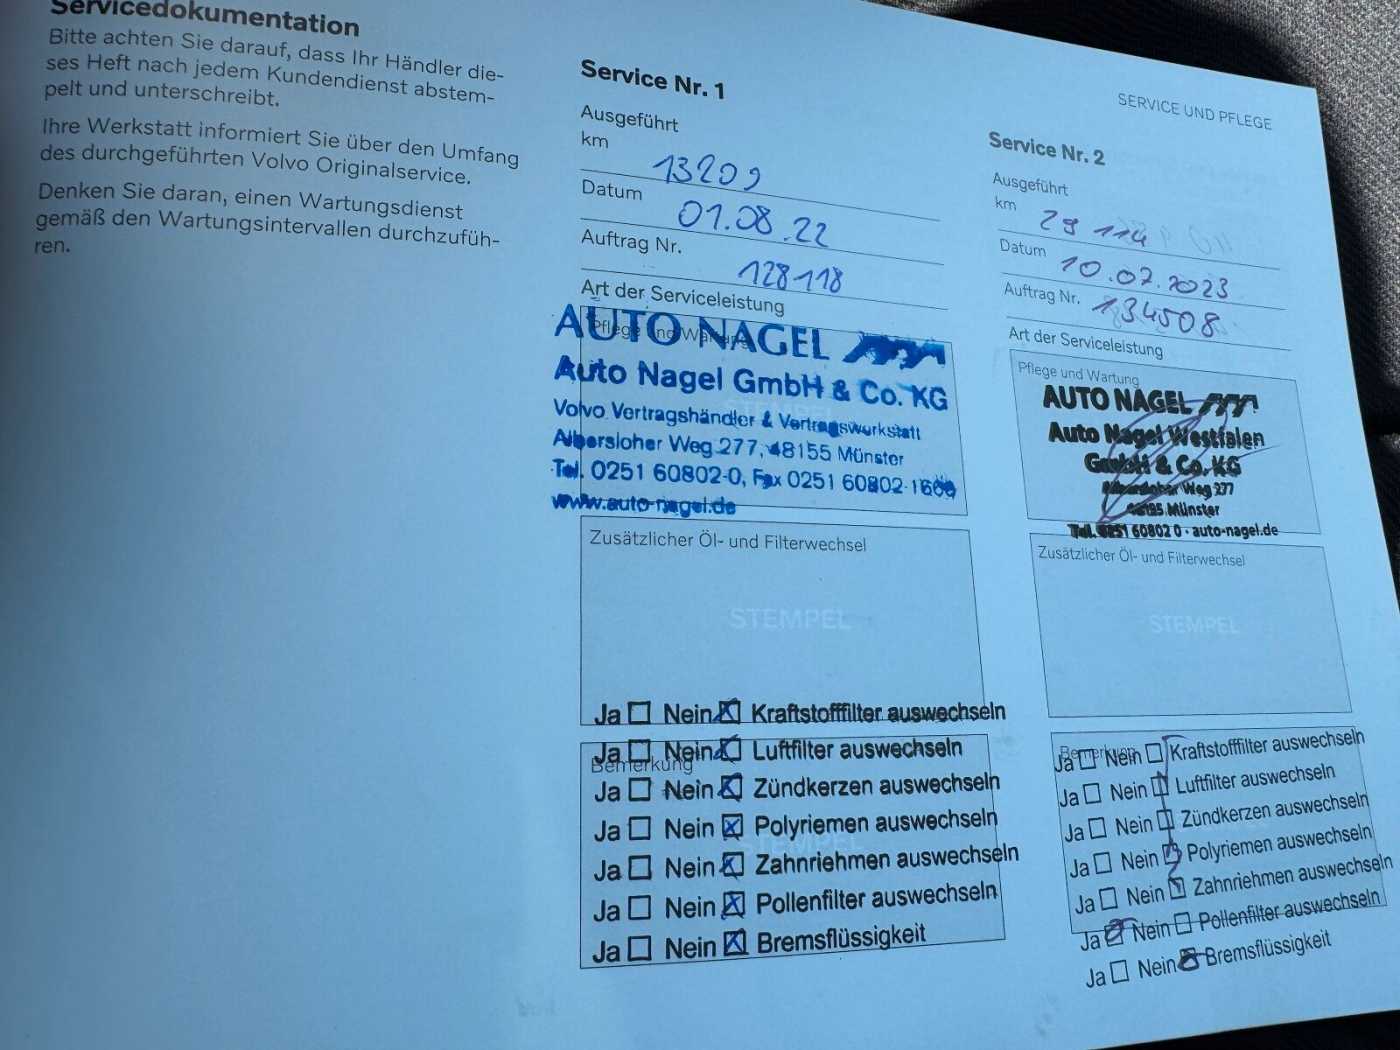 Servicedokumentation
Bitte achten Sie darauf, dass Ihr Händler die-
ses Heft nach jedem Kundendienst abstem-
pelt und unterschreibt.
Ihre Werkstatt informiert Sie über den Umfang
des durchgeführten Volvo Originalservice.
Denken Sie daran, einen Wartungsdienst
gemäß den Wartungsintervallen durchzufüh-
ren.
Service Nr. 1
Ausgeführt
km 13209
Datum 01.08.22
Auftrag Nr. 128118
Art der Serviceleistung
Pflege und Wartung
AUTO NAGEL
Auto Nagel GmbH & Co. KG
Volvo Vertragshändler & Vertragswerkstatt
Albersloher Weg 277, 48155 Münster
Tel. 0251 60802-0, Fax 0251 60802-1600
www.auto-nagel.de
STEMPEL
Zusätzlicher Öl- und Filterwechsel
STEMPEL
Bemerkung
Ja Nein Kraftstofffilter auswechseln
Ja Nein Luftfilter auswechseln
Ja Nein Zündkerzen auswechseln
Ja Nein Polyriemen auswechseln
Ja Nein Zahnriehmen auswechseln
Ja Nein Pollenfilter auswechseln
Ja Nein Bremsflüssigkeit
STEMPEL
SERVICE UND PFLEGE
Service Nr. 2
Ausgeführt
km 29 114
Datum 10.07.2023
Auftrag Nr. 134508
Art der Serviceleistung
Pflege und Wartung
AUTO NAGEL
Auto Nagel Westfalen
GmbH & Co. KG
Albersloher Weg 277
48155 Münster
Tel. 0251 60802 0 · auto-nagel.de
Zusätzlicher Öl- und Filterwechsel
STEMPEL
Bemerkung
Ja Nein Kraftstofffilter auswechseln
Ja Nein Luftfilter auswechseln
Ja Nein Zündkerzen auswechseln
Ja Nein Polyriemen auswechseln
Ja Nein Zahnriehmen auswechseln
Ja Nein Pollenfilter auswechseln
Ja Nein Bremsflüssigkeit